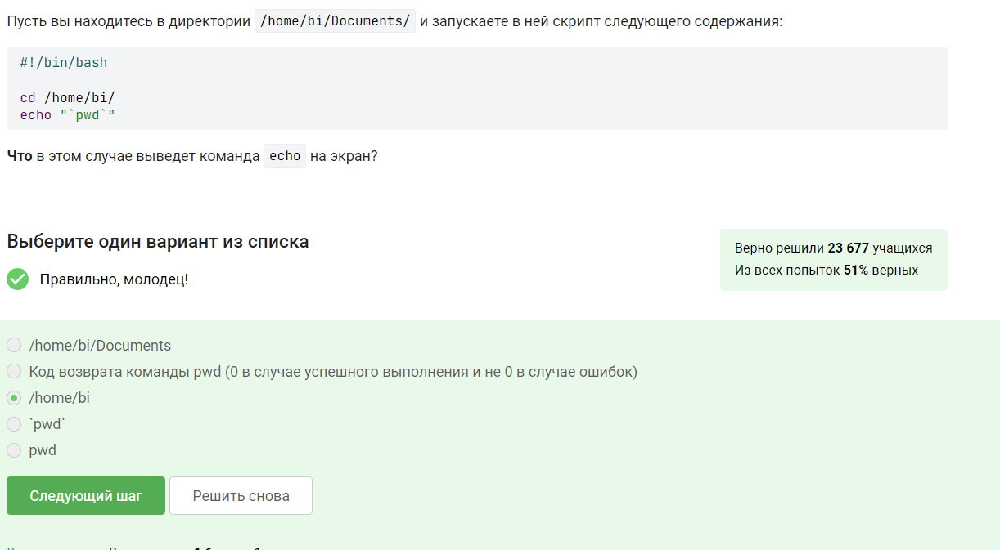 Пусть вы находитесь в директории /home/bi/Documents/ и запускаете в ней скрипт следующего содержания:
#!/bin/bash
cd /home/bi/
echo "`pwd`"
Что в этом случае выведет команда echo на экран?
Выберите один вариант из списка
Правильно, молодец!
Верно решили 23 677 учащихся
Из всех попыток 51% верных
/home/bi/Documents
Код возврата команды pwd (0 в случае успешного выполнения и не 0 в случае ошибок)
/home/bi
`pwd`
pwd
Следующий шаг
Решить снова